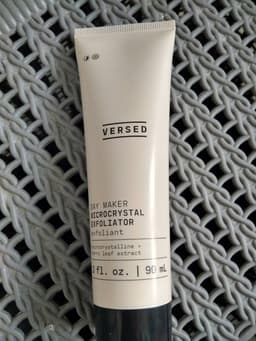 VERSED
DAY MAKER
MICROCRYSTAL
EXFOLIATOR
exfoliant
microcrystalline +
leaf extract
fl. oz. | 90 mL